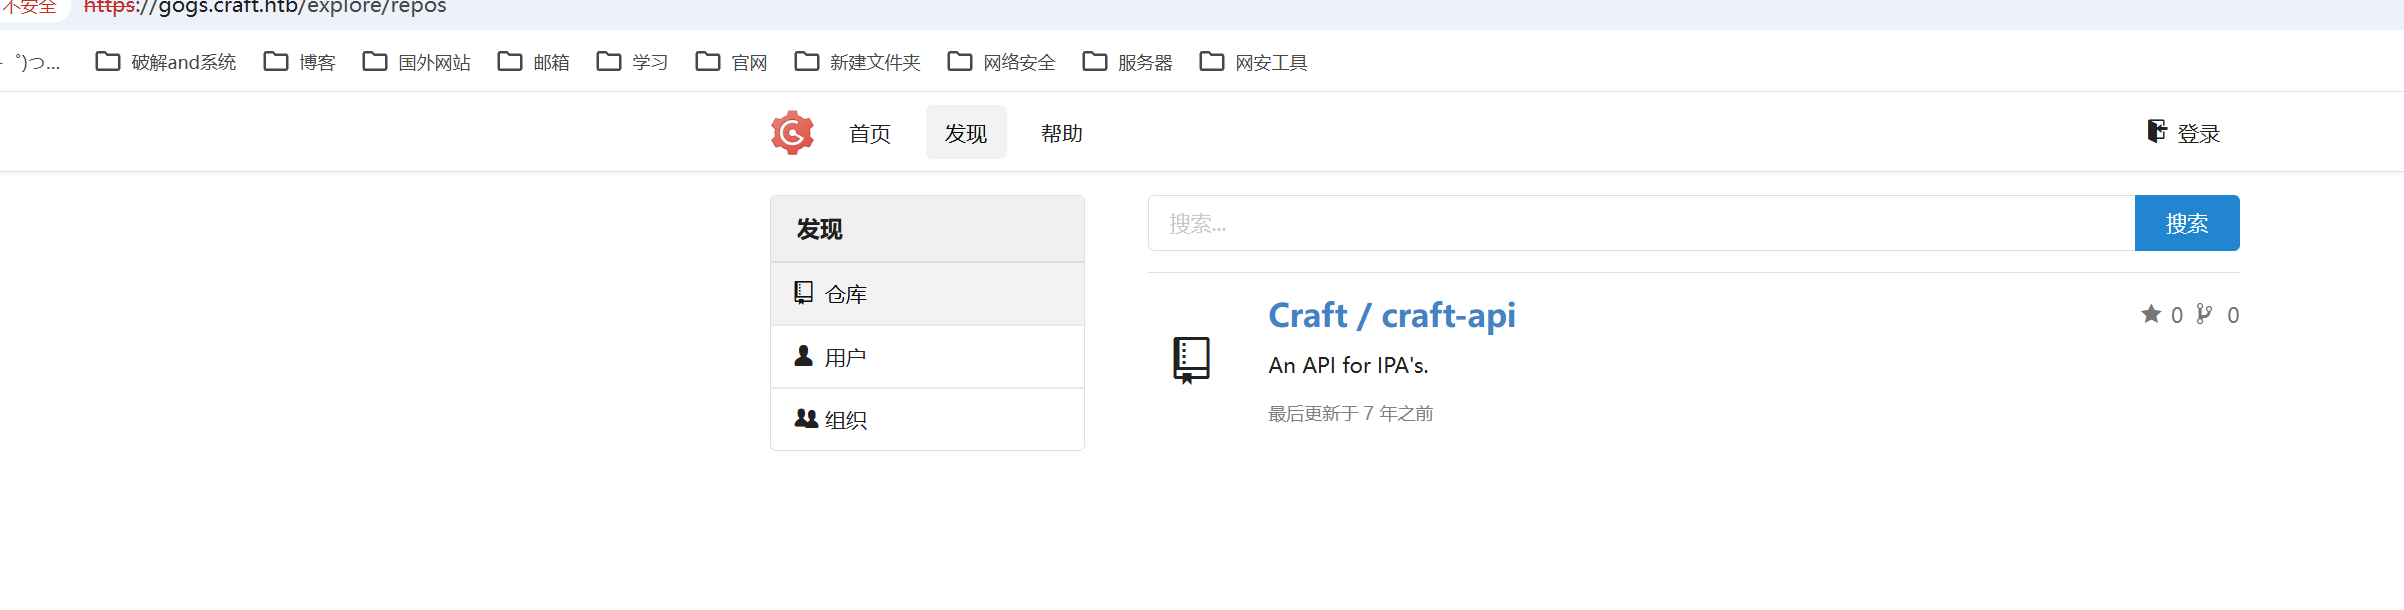 不安全 https://gogs.craft.htb/explore/repos
゚)つ... 破解and系统 博客 国外网站 邮箱 学习 官网 新建文件夹 网络安全 服务器 网安工具
首页 发现 帮助 登录
发现
仓库
用户
组织
搜索... 搜索
Craft / craft-api 0 0
An API for IPA's.
最后更新于 7 年之前